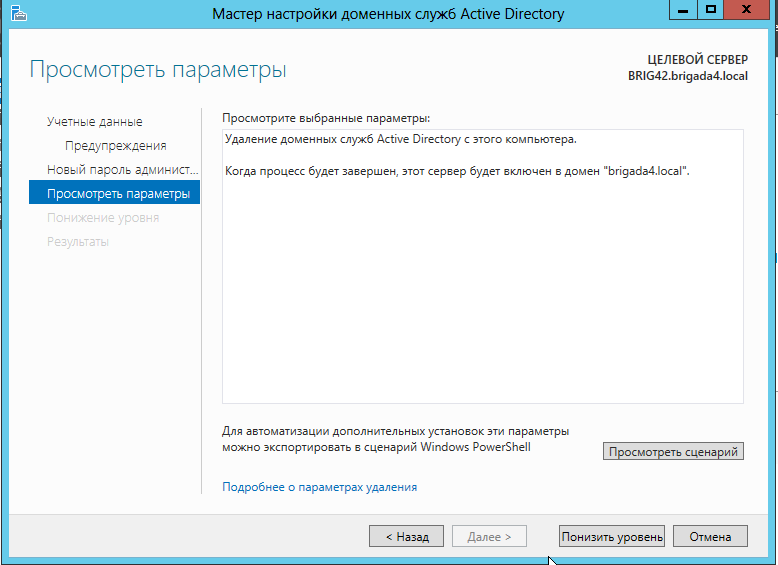 Мастер настройки доменных служб Active Directory
Просмотреть параметры
ЦЕЛЕВОЙ СЕРВЕР
BRIG42.brigada4.local
Учетные данные
Предупреждения
Новый пароль админист...
Просмотреть параметры
Понижение уровня
Результаты
Просмотрите выбранные параметры:
Удаление доменных служб Active Directory с этого компьютера.
Когда процесс будет завершен, этот сервер будет включен в домен "brigada4.local".
Для автоматизации дополнительных установок эти параметры
можно экспортировать в сценарий Windows PowerShell
Просмотреть сценарий
Подробнее о параметрах удаления
< Назад
Далее >
Понизить уровень
Отмена